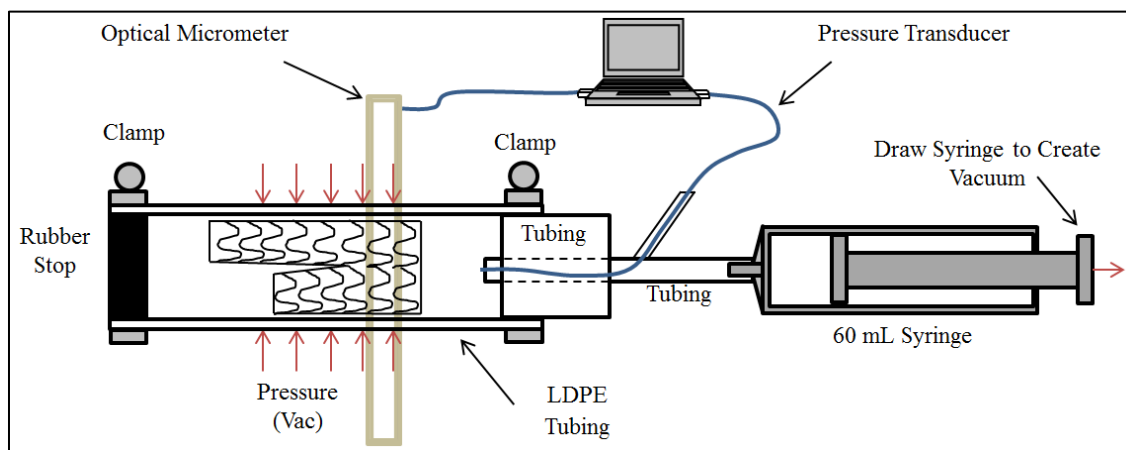 Optical Micrometer
Pressure Transducer
Clamp
Clamp
Draw Syringe to Create
Vacuum
Rubber
Stop
Tubing
Tubing
60 mL Syringe
Pressure
(Vac)
LDPE
Tubing